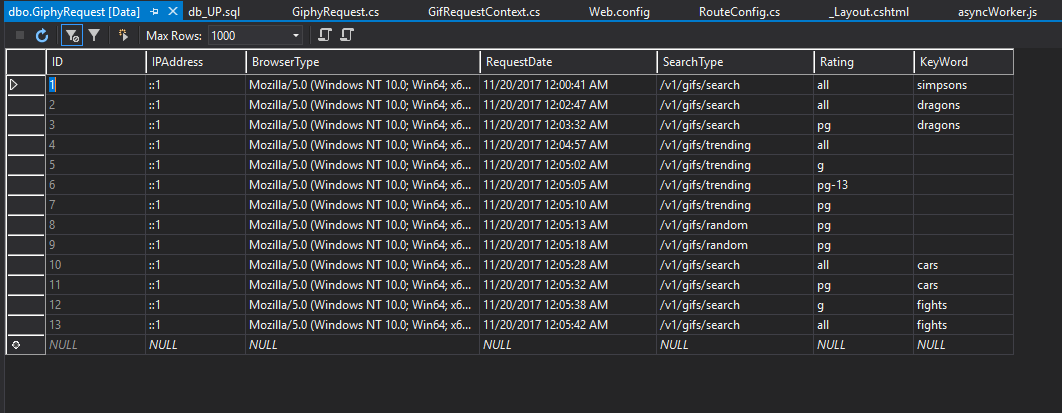 dbo.GiphyRequest [Data] db_UP.sql GiphyRequest.cs GifRequestContext.cs Web.config RouteConfig.cs _Layout.cshtml asyncWorker.js
Max Rows: 1000
ID IPAddress BrowserType RequestDate SearchType Rating KeyWord
1 ::1 Mozilla/5.0 (Windows NT 10.0; Win64; x6... 11/20/2017 12:00:41 AM /v1/gifs/search all simpsons
2 ::1 Mozilla/5.0 (Windows NT 10.0; Win64; x6... 11/20/2017 12:02:47 AM /v1/gifs/search all dragons
3 ::1 Mozilla/5.0 (Windows NT 10.0; Win64; x6... 11/20/2017 12:03:32 AM /v1/gifs/search pg dragons
4 ::1 Mozilla/5.0 (Windows NT 10.0; Win64; x6... 11/20/2017 12:04:57 AM /v1/gifs/trending all
5 ::1 Mozilla/5.0 (Windows NT 10.0; Win64; x6... 11/20/2017 12:05:02 AM /v1/gifs/trending g
6 ::1 Mozilla/5.0 (Windows NT 10.0; Win64; x6... 11/20/2017 12:05:05 AM /v1/gifs/trending pg-13
7 ::1 Mozilla/5.0 (Windows NT 10.0; Win64; x6... 11/20/2017 12:05:10 AM /v1/gifs/trending pg
8 ::1 Mozilla/5.0 (Windows NT 10.0; Win64; x6... 11/20/2017 12:05:13 AM /v1/gifs/random pg
9 ::1 Mozilla/5.0 (Windows NT 10.0; Win64; x6... 11/20/2017 12:05:18 AM /v1/gifs/random pg
10 ::1 Mozilla/5.0 (Windows NT 10.0; Win64; x6... 11/20/2017 12:05:28 AM /v1/gifs/search all cars
11 ::1 Mozilla/5.0 (Windows NT 10.0; Win64; x6... 11/20/2017 12:05:32 AM /v1/gifs/search pg cars
12 ::1 Mozilla/5.0 (Windows NT 10.0; Win64; x6... 11/20/2017 12:05:38 AM /v1/gifs/search g fights
13 ::1 Mozilla/5.0 (Windows NT 10.0; Win64; x6... 11/20/2017 12:05:42 AM /v1/gifs/search all fights
NULL NULL NULL NULL NULL NULL NULL